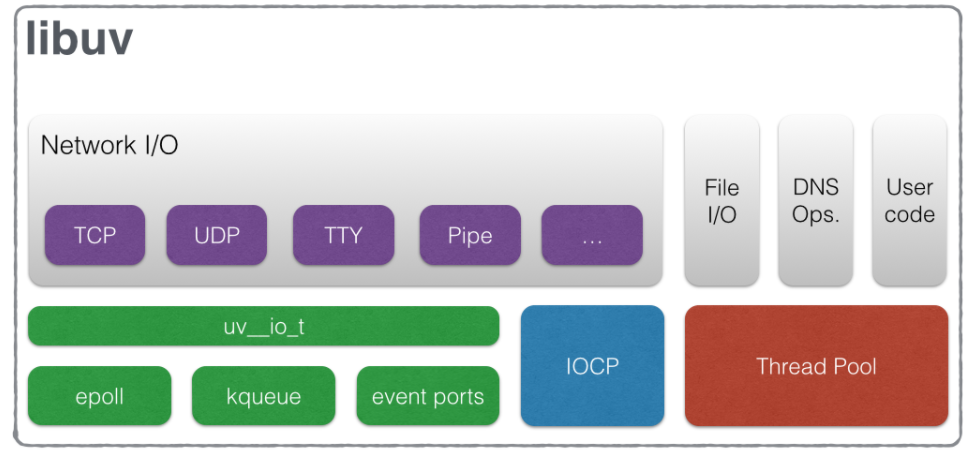 libuv
Network I/O
TCP
UDP
TTY
Pipe
...
File
I/O
DNS
Ops.
User
code
uv__io_t
epoll
kqueue
event ports
IOCP
Thread Pool